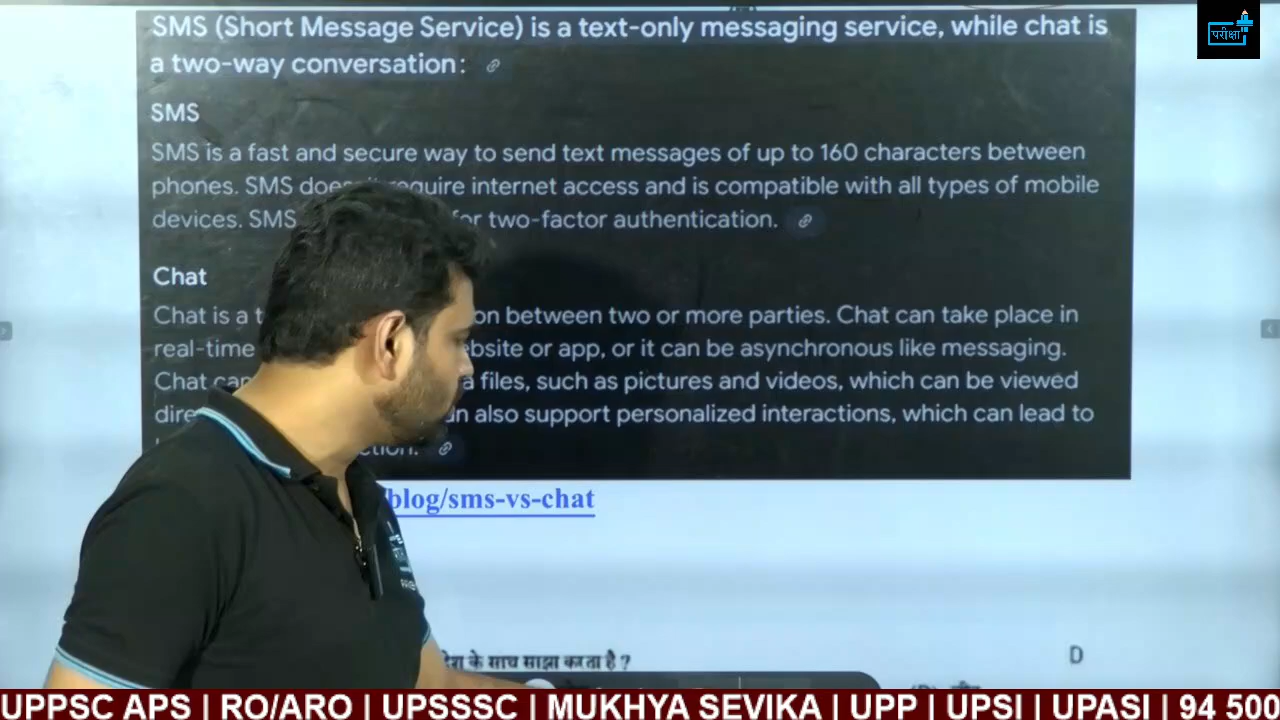 SMS (Short Message Service) is a text-only messaging service, while chat is
a two-way conversation:
परीक्षा
SMS
SMS is a fast and secure way to send text messages of up to 160 characters between
phones. SMS require internet access and is compatible with all types of mobile
devices. SMS for two-factor authentication.
Chat
Chat is a between two or more parties. Chat can take place in
real-time or app, or it can be asynchronous like messaging.
Chat can files, such as pictures and videos, which can be viewed
also support personalized interactions, which can lead to
/blog/sms-vs-chat
के साथ साझा करता है ?
D
UPPSC APS | RO/ARO | UPSSSC | MUKHYA SEVIKA | UPP | UPSI | UPASI | 94 500